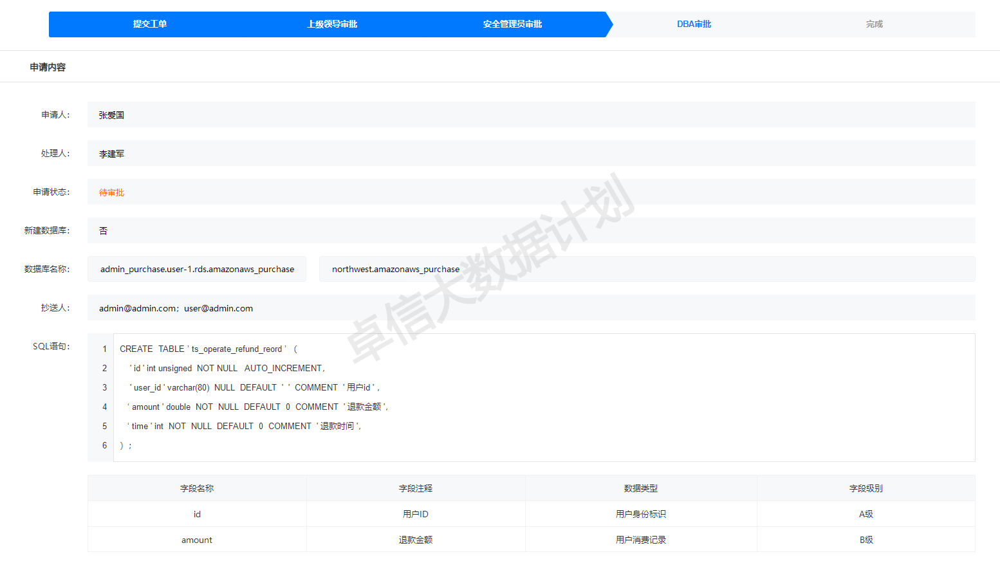 提交工单 上级领导审批 安全管理员审批 DBA审批 完成
申请内容
申请人： 张爱国
处理人： 李建军
申请状态： 待审批
新建数据库： 否
数据库名称： admin_purchase.user-1.rds.amazonaws_purchase northwest.amazonaws_purchase
抄送人： admin@admin.com；user@admin.com
SQL语句： 1 CREATE TABLE ' ts_operate_refund_reord ' (
2 ' id ' int unsigned NOT NULL AUTO_INCREMENT,
3 ' user_id ' varchar(80) NULL DEFAULT ' ' COMMENT ' 用户id ' ,
4 ‘ amount ' double NOT NULL DEFAULT 0 COMMENT ' 退款金额 ',
5 ‘ time ' int NOT NULL DEFAULT 0 COMMENT ' 退款时间 ',
6 ) ;
字段名称 字段注释 数据类型 字段级别
id 用户ID 用户身份标识 A级
amount 退款金额 用户消费记录 B级
卓信大数据计划